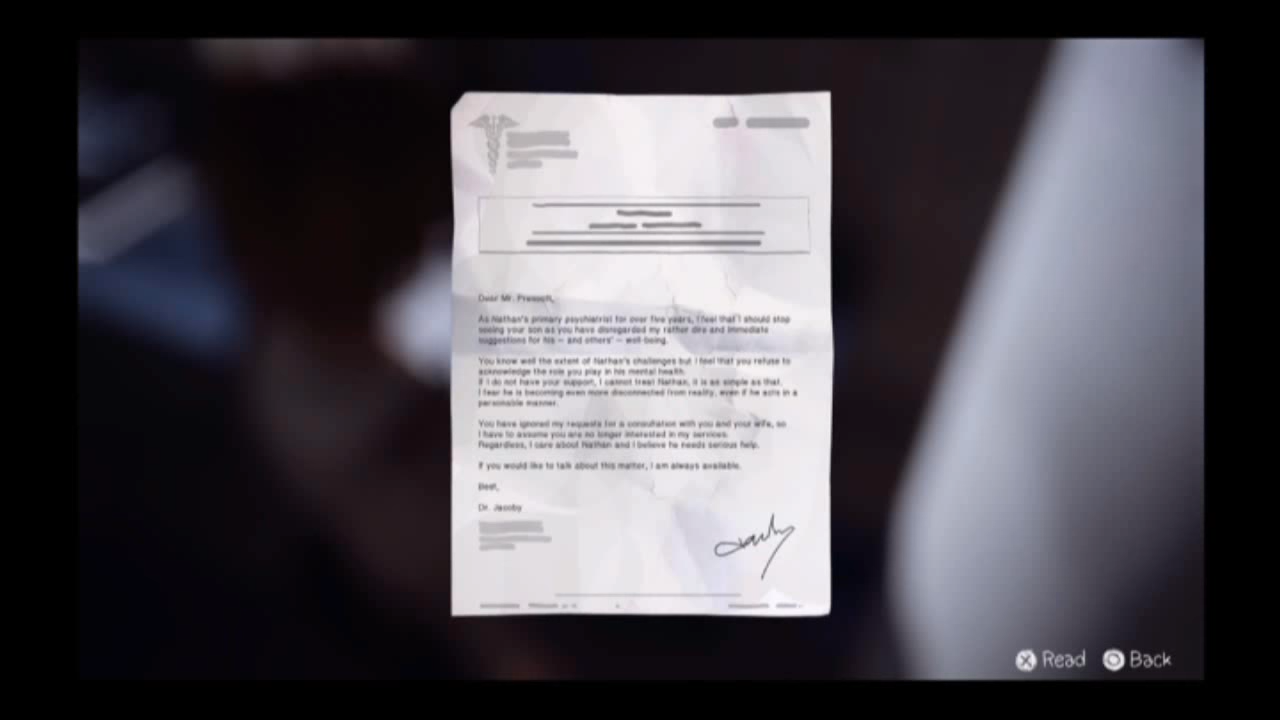 Dear Mr. Prescott,
As Nathan's primary psychiatrist for over five years, I feel that I should stop
seeing your son as you have disregarded my rather dire and immediate
suggestions for his – and others' – well-being.
You know well the extent of Nathan's challenges but I feel that you refuse to
acknowledge the role you play in his mental health.
If I do not have your support, I cannot treat Nathan, it is as simple as that.
I fear he is becoming even more disconnected from reality, even if he acts in a
personable manner.
You have ignored my requests for a consultation with you and your wife, so
I have to assume you are no longer interested in my services.
Regardless, I care about Nathan and I believe he needs serious help.
If you would like to talk about this matter, I am always available.
Best,
Dr. Jacoby
Read Back